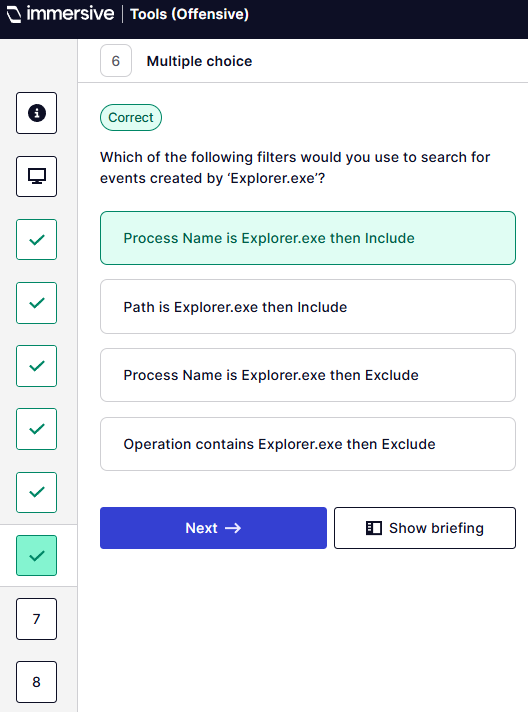 immersive Tools (Offensive)
6 Multiple choice
Correct
Which of the following filters would you use to search for
events created by ‘Explorer.exe’?
Process Name is Explorer.exe then Include
Path is Explorer.exe then Include
Process Name is Explorer.exe then Exclude
Operation contains Explorer.exe then Exclude
Next → Show briefing
7
8